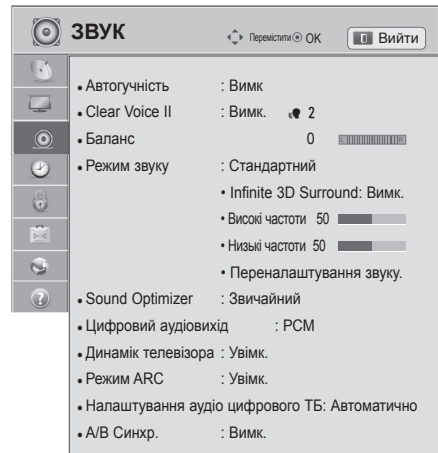 ЗВУК Перемістити OK Вийти
• Автогучність : Вимк
• Clear Voice II : Вимк. 2
• Баланс 0 L R
• Режим звуку : Стандартний
• Infinite 3D Surround: Вимк.
• Високі частоти 50
• Низькі частоти 50
• Переналаштування звуку.
• Sound Optimizer : Звичайний
• Цифровий аудіовихід : PCM
• Динамік телевізора : Увімк.
• Режим ARC : Увімк.
• Налаштування аудіо цифрового ТБ: Автоматично
• А/В Синхр. : Вимк.